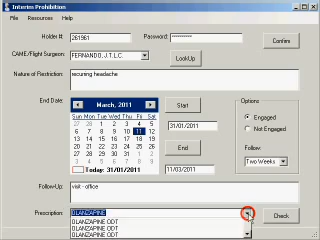 Interim Prohibition
File Resources Help
Holder #: 261961 Password: Confirm
CAME/Flight Surgeon: FERNANDO, J.T.L.C. LookUp
Nature of Restriction: recurring headache
End Date: March, 2011 Start Options
Sun Mon Tue Wed Thu Fri Sat
27 28 1 2 3 4 5
6 7 8 9 10 11 12
13 14 15 16 17 18 19
20 21 22 23 24 25 26
27 28 29 30 31 1 2
3 4 5 6 7 8 9
Today: 31/01/2011
31/01/2011
End
11/03/2011
Engaged
Not Engaged
Follow:
Two Weeks
Follow-Up: visit - office
Prescription: OLANZAPINE Check
OLANZAPINE ODT
OLANZAPINE ODT
OLANZAPINE ODT